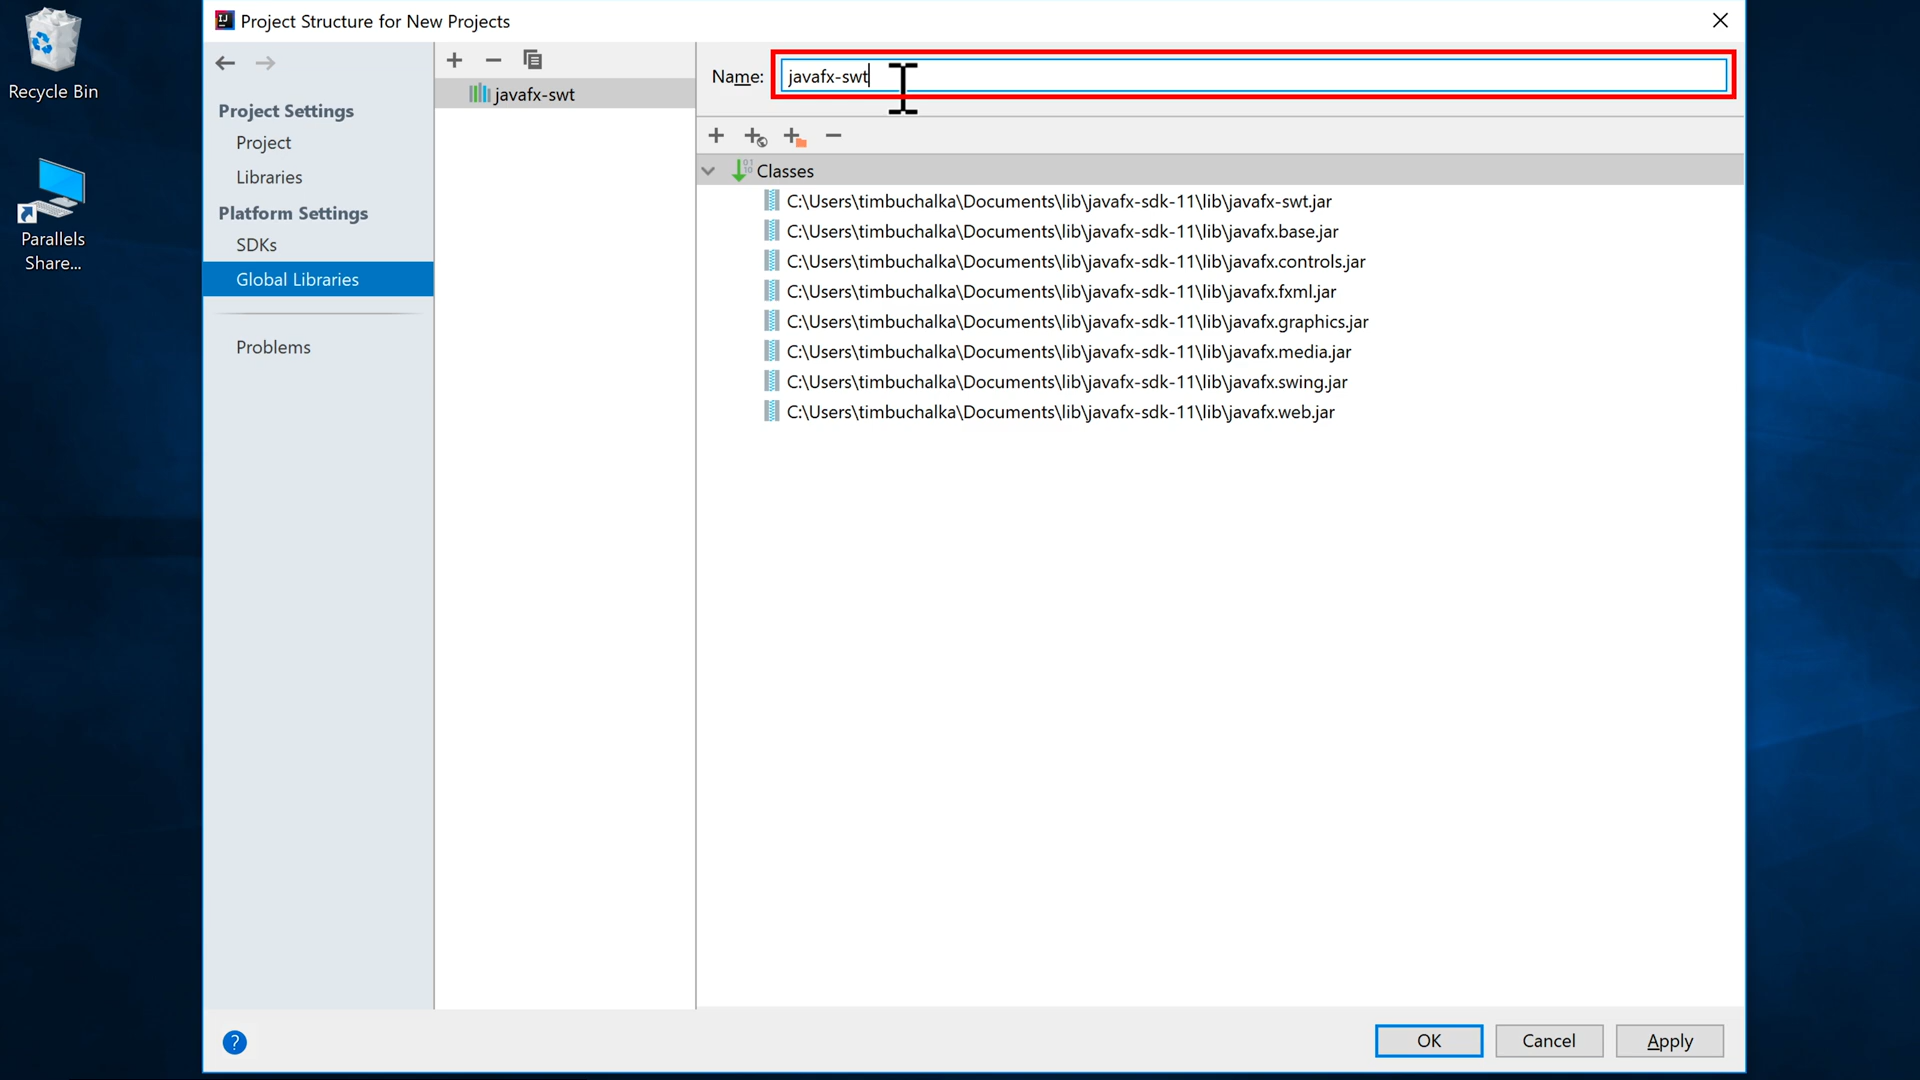 Recycle Bin
Parallels
Share...
Project Structure for New Projects
Project Settings
Project
Libraries
Platform Settings
SDKs
Global Libraries
Problems
javafx-swt
Name: javafx-swt
Classes
C:\Users\timbuchalka\Documents\lib\javafx-sdk-11\lib\javafx-swt.jar
C:\Users\timbuchalka\Documents\lib\javafx-sdk-11\lib\javafx.base.jar
C:\Users\timbuchalka\Documents\lib\javafx-sdk-11\lib\javafx.controls.jar
C:\Users\timbuchalka\Documents\lib\javafx-sdk-11\lib\javafx.fxml.jar
C:\Users\timbuchalka\Documents\lib\javafx-sdk-11\lib\javafx.graphics.jar
C:\Users\timbuchalka\Documents\lib\javafx-sdk-11\lib\javafx.media.jar
C:\Users\timbuchalka\Documents\lib\javafx-sdk-11\lib\javafx.swing.jar
C:\Users\timbuchalka\Documents\lib\javafx-sdk-11\lib\javafx.web.jar
? OK Cancel Apply